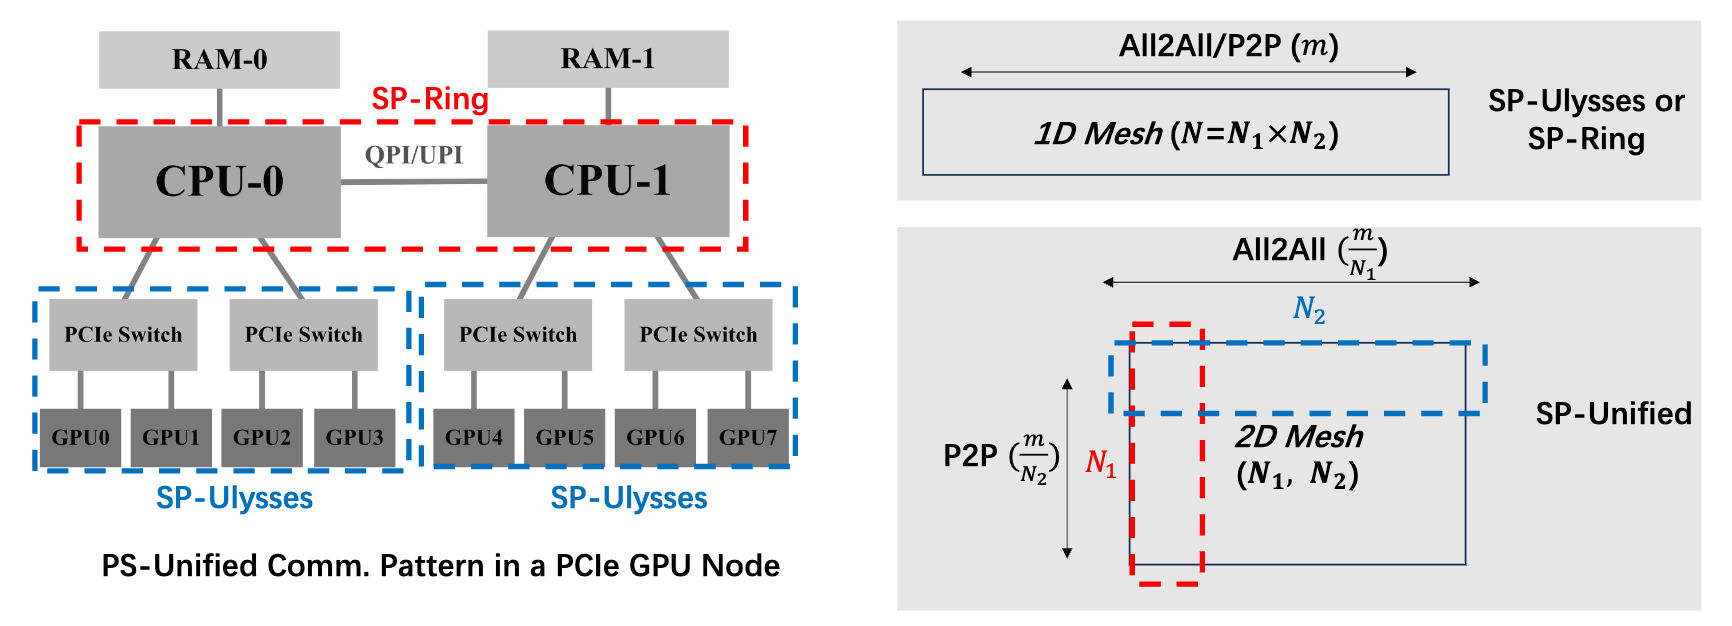 RAM-0
RAM-1
SP-Ring
CPU-0
QPI/UPI
CPU-1
PCIe Switch
PCIe Switch
PCIe Switch
PCIe Switch
GPU0
GPU1
GPU2
GPU3
GPU4
GPU5
GPU6
GPU7
SP-Ulysses
SP-Ulysses
PS-Unified Comm. Pattern in a PCIe GPU Node
All2All/P2P (m)
1D Mesh (N=N₁×N₂)
SP-Ulysses or
SP-Ring
All2All (m/N₁)
N₂
P2P (m/N₂)
N₁
2D Mesh
(N₁, N₂)
SP-Unified